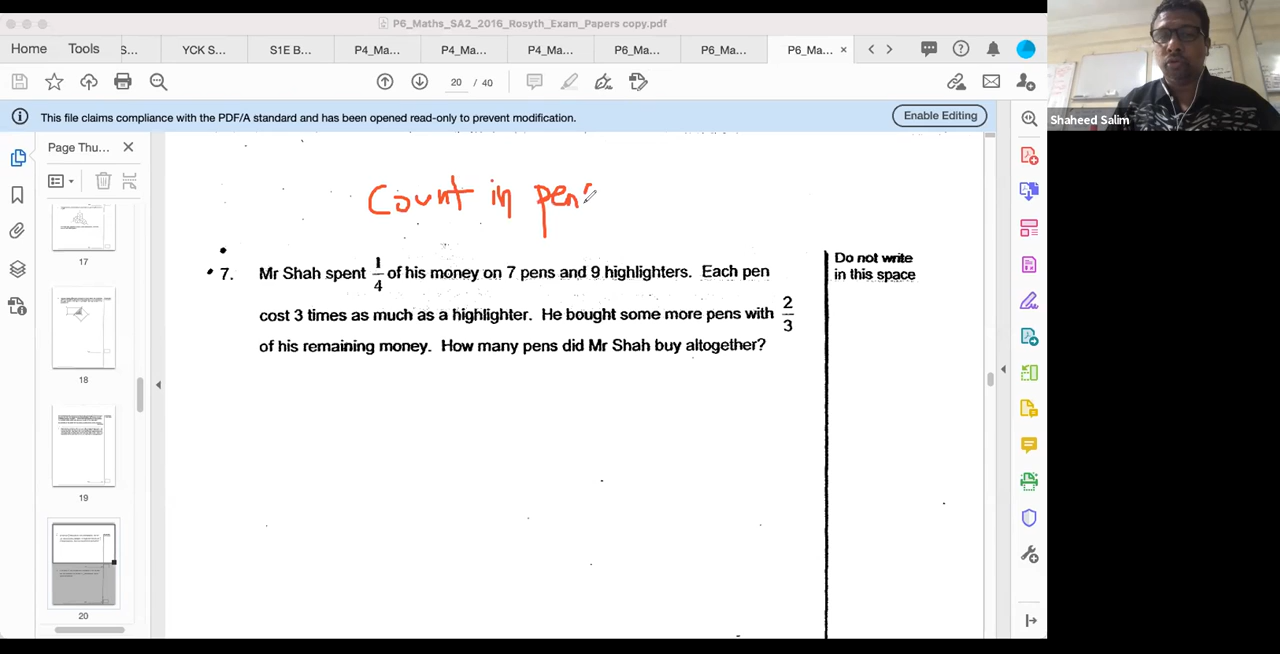 P6_Maths_SA2_2016_Rosyth_Exam_Papers copy.pdf
Home Tools S... YCK S... S1E B... P4_Ma... P4_Ma... P4_Ma... P6_Ma... P6_Ma... P6_Ma... ×
20 / 40
This file claims compliance with the PDF/A standard and has been opened read-only to prevent modification. Enable Editing
Shaheed Salim
Page Thu...
17
18
19
20
Count in pens
7. Mr Shah spent 1/4 of his money on 7 pens and 9 highlighters. Each pen
cost 3 times as much as a highlighter. He bought some more pens with 2/3
of his remaining money. How many pens did Mr Shah buy altogether?
Do not write
in this space